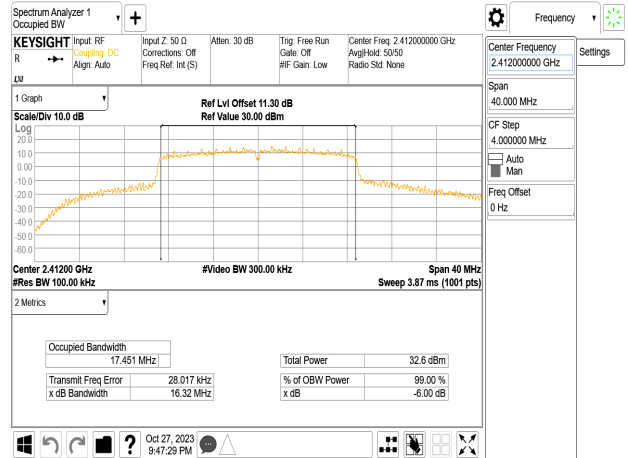 Spectrum Analyzer 1
Occupied BW
Frequency
KEYSIGHT
R
Input: RF
Coupling: DC
Align: Auto
Input Z: 50 Ω
Corrections: Off
Freq Ref: Int (S)
Atten: 30 dB
Trig: Free Run
Gate: Off
#IF Gain: Low
Center Freq: 2.412000000 GHz
Avg|Hold: 50/50
Radio Std: None
Center Frequency
2.412000000 GHz
Settings
Span
40.000 MHz
CF Step
4.000000 MHz
Auto
Man
Freq Offset
0 Hz
1 Graph
Scale/Div 10.0 dB
Ref Lvl Offset 11.30 dB
Ref Value 30.00 dBm
Log
20.0
10.0
0.00
-10.0
-20.0
-30.0
-40.0
-50.0
-60.0
Center 2.41200 GHz
#Res BW 100.00 kHz
#Video BW 300.00 kHz
Span 40 MHz
Sweep 3.87 ms (1001 pts)
2 Metrics
Occupied Bandwidth
17.451 MHz
Total Power 32.6 dBm
Transmit Freq Error 28.017 kHz
% of OBW Power 99.00 %
x dB Bandwidth 16.32 MHz
x dB -6.00 dB
?
Oct 27, 2023
9:47:29 PM